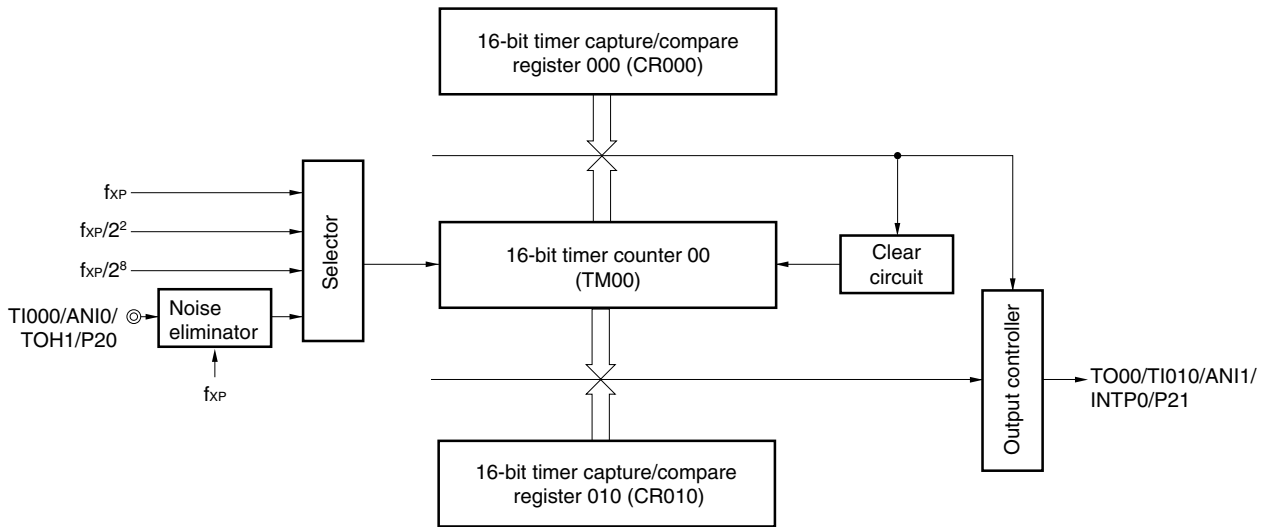 16-bit timer capture/compare
register 000 (CR000)
fXP
fXP/2²
fXP/2⁸
TI000/ANI0/
TOH1/P20
Noise
eliminator
fXP
Selector
16-bit timer counter 00
(TM00)
Clear
circuit
Output controller
TO00/TI010/ANI1/
INTP0/P21
16-bit timer capture/compare
register 010 (CR010)